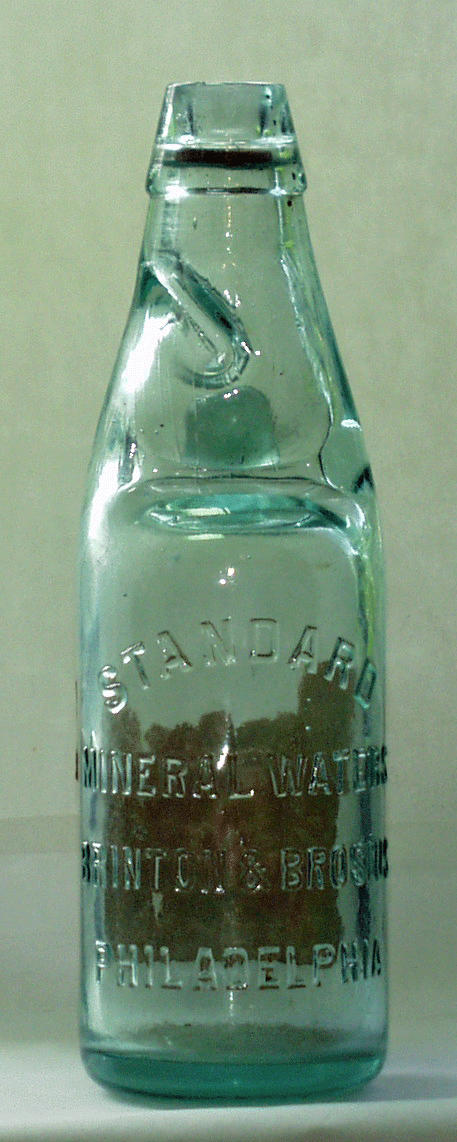 STANDARD
MINERAL WATERS
BRINTON & BROSIUS
PHILADELPHIA